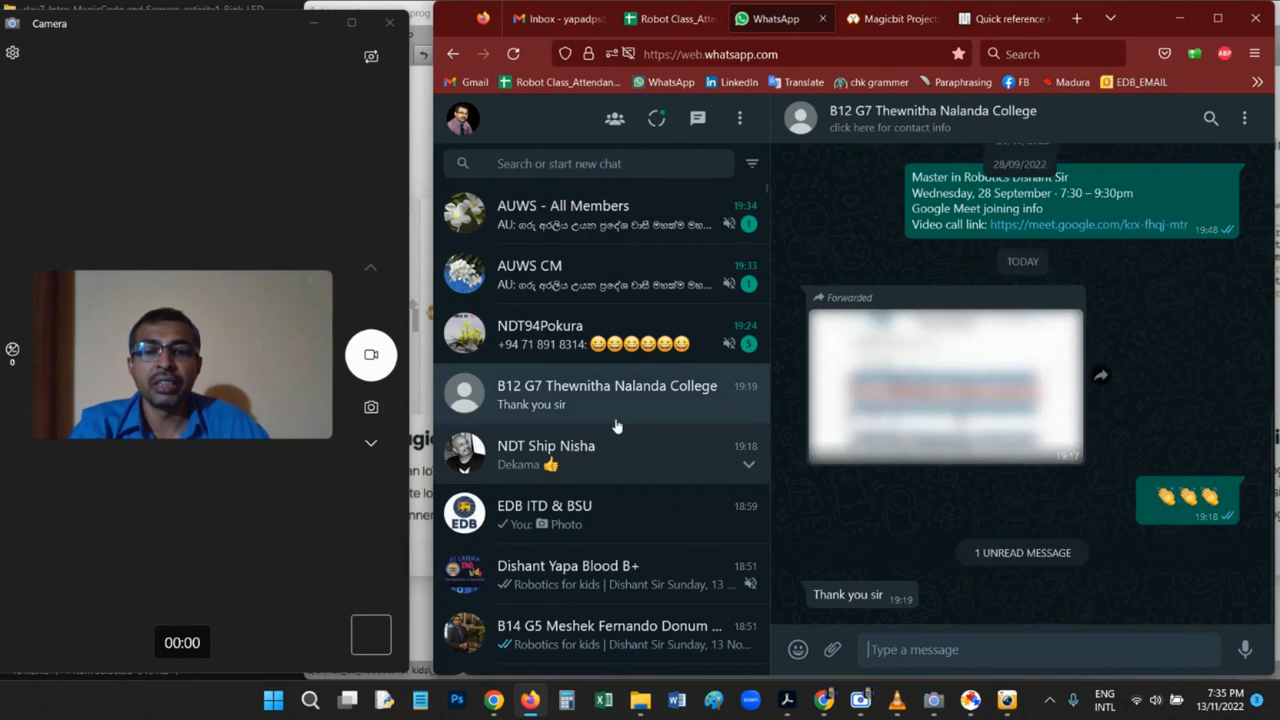 Camera
0
00:00
Inbox - yapadps
Robot Class_Atte
WhatsApp
Magicbit Project
Quick reference
https://web.whatsapp.com
Search
Gmail
Robot Class_Attendan...
WhatsApp
LinkedIn
Translate
chk grammer
Paraphrasing
FB
Madura
EDB_EMAIL
Search or start new chat
AUWS - All Members
19:34
1
AUWS CM
19:33
1
NDT94Pokura
19:24
+94 71 891 8314: 😄😄😄😄😄😄
5
B12 G7 Thewnitha Nalanda College
19:19
Thank you sir
NDT Ship Nisha
19:18
Dekama 👍
EDB ITD & BSU
18:59
EDB
You: Photo
Dishant Yapa Blood B+
18:51
Robotics for kids | Dishant Sir Sunday, 13 ...
B14 G5 Meshek Fernando Donum ...
18:51
Robotics for kids | Dishant Sir Sunday, 13 No...
B12 G7 Thewnitha Nalanda College
click here for contact info
28/09/2022
Master in Robotics Dishant Sir
Wednesday, 28 September · 7:30 – 9:30pm
Google Meet joining info
Video call link: https://meet.google.com/krx-fhqj-mtr
19:48
TODAY
Forwarded
19:17
👏👏👏
19:18
1 UNREAD MESSAGE
Thank you sir
19:19
Type a message
ENG
INTL
7:35 PM
13/11/2022
3